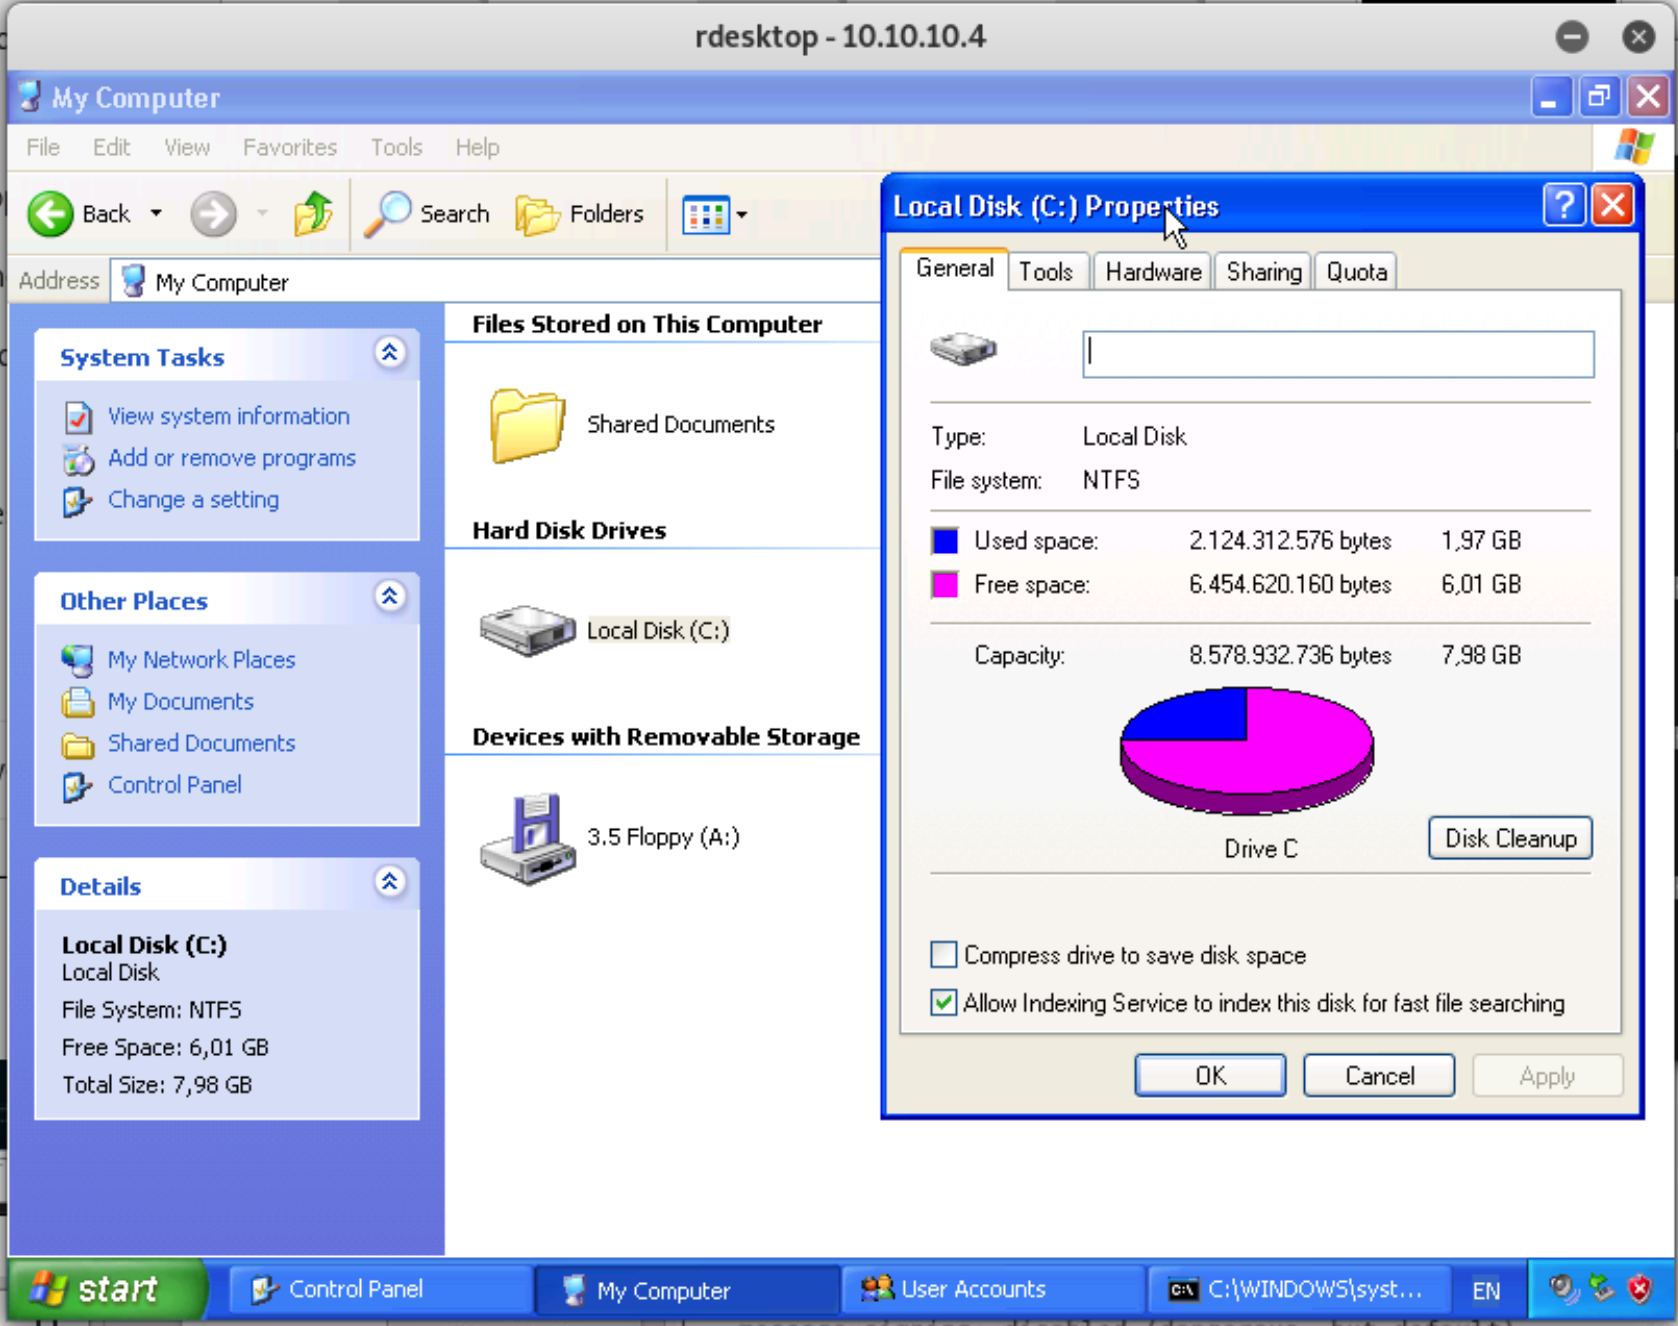 rdesktop - 10.10.10.4
My Computer
File Edit View Favorites Tools Help
Back Search Folders
Address My Computer
System Tasks
View system information
Add or remove programs
Change a setting
Other Places
My Network Places
My Documents
Shared Documents
Control Panel
Details
Local Disk (C:)
Local Disk
File System: NTFS
Free Space: 6,01 GB
Total Size: 7,98 GB
Files Stored on This Computer
Shared Documents
Hard Disk Drives
Local Disk (C:)
Devices with Removable Storage
3.5 Floppy (A:)
Local Disk (C:) Properties
General Tools Hardware Sharing Quota
Type: Local Disk
File system: NTFS
Used space: 2.124.312.576 bytes 1,97 GB
Free space: 6.454.620.160 bytes 6,01 GB
Capacity: 8.578.932.736 bytes 7,98 GB
Drive C
Disk Cleanup
Compress drive to save disk space
Allow Indexing Service to index this disk for fast file searching
OK Cancel Apply
start Control Panel My Computer User Accounts C:\WINDOWS\syst... EN